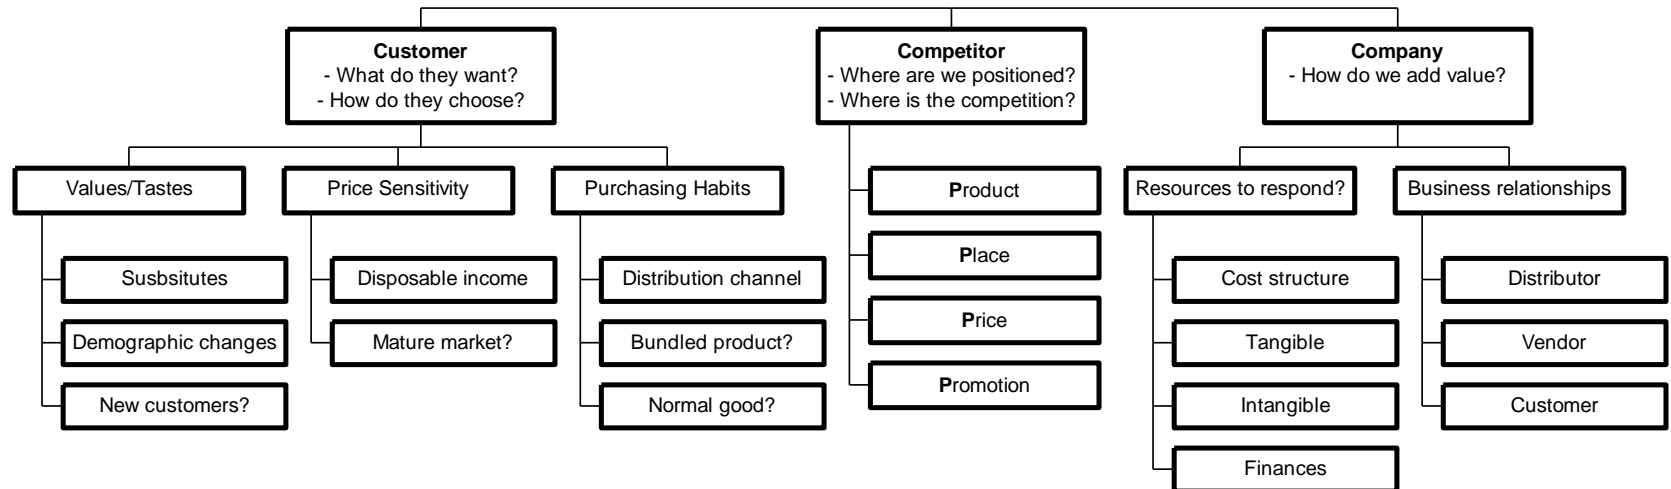 Customer
- What do they want?
- How do they choose?
Competitor
- Where are we positioned?
- Where is the competition?
Company
- How do we add value?
Values/Tastes
Price Sensitivity
Purchasing Habits
Product
Resources to respond?
Business relationships
Susbsitutes
Disposable income
Distribution channel
Place
Cost structure
Distributor
Demographic changes
Mature market?
Bundled product?
Price
Tangible
Vendor
New customers?
Normal good?
Promotion
Intangible
Customer
Finances